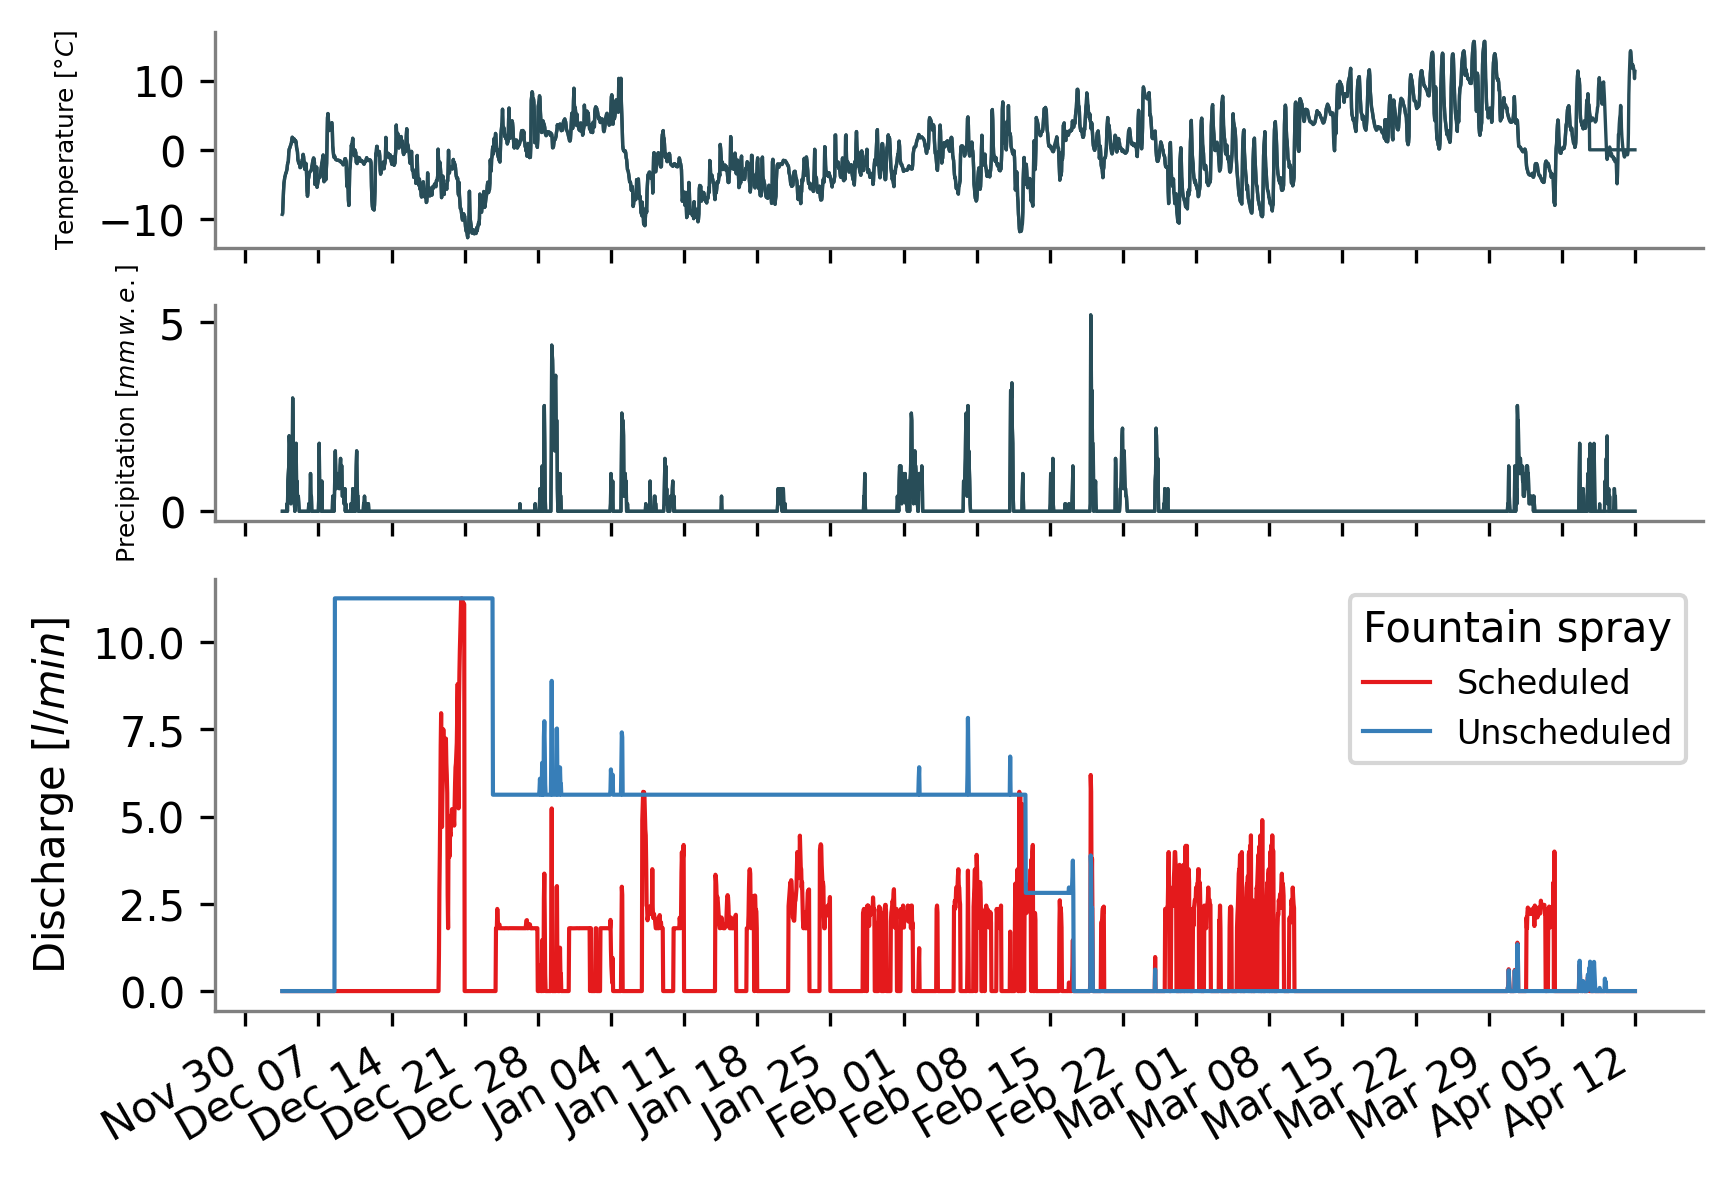 Temperature [°C]
10
0
−10
Precipitation [mm w. e. ]
5
0
Discharge [l/min]
10.0
7.5
5.0
2.5
0.0
Fountain spray
Scheduled
Unscheduled
Nov 30
Dec 07
Dec 14
Dec 21
Dec 28
Jan 04
Jan 11
Jan 18
Jan 25
Feb 01
Feb 08
Feb 15
Feb 22
Mar 01
Mar 08
Mar 15
Mar 22
Mar 29
Apr 05
Apr 12